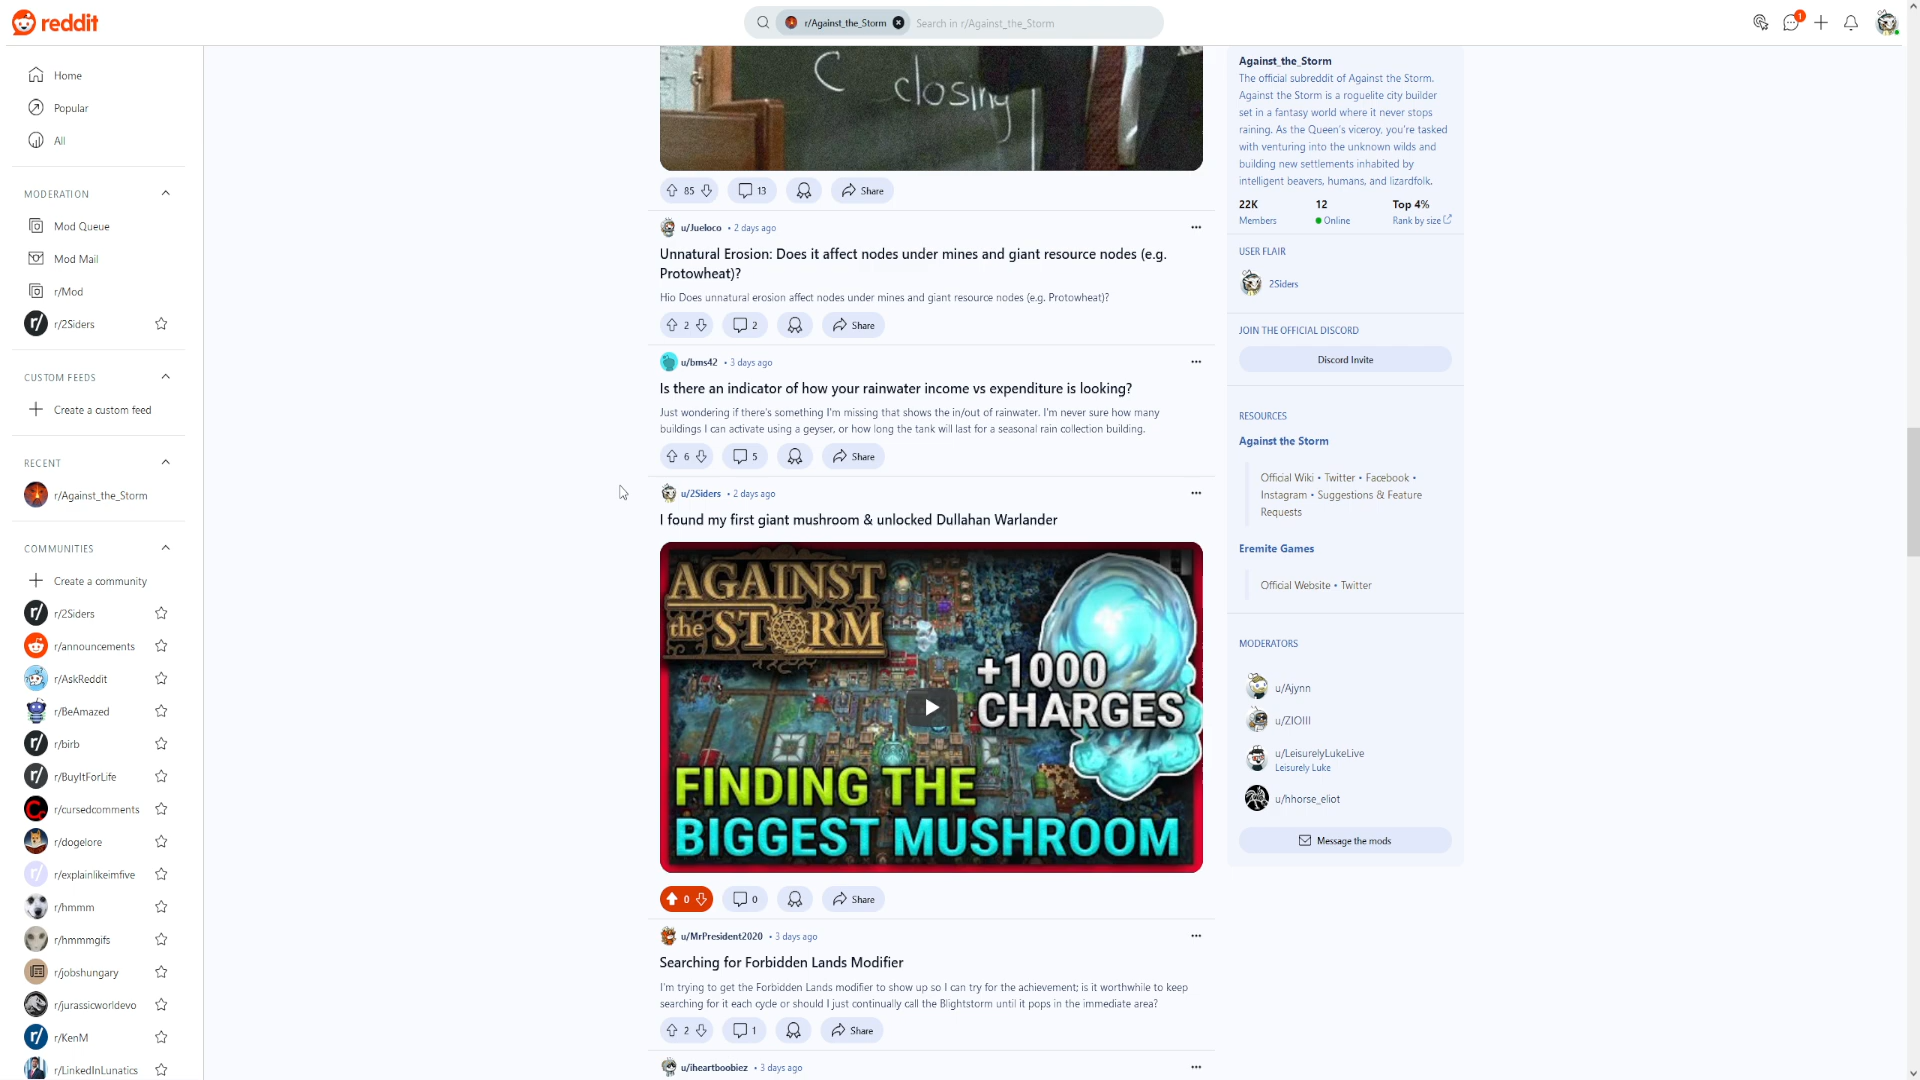 reddit
r/Against_the_Storm
Search in r/Against_the_Storm
1
Home
Popular
All
MODERATION
Mod Queue
Mod Mail
r/Mod
r/2Siders
CUSTOM FEEDS
Create a custom feed
RECENT
r/Against_the_Storm
COMMUNITIES
Create a community
r/2Siders
r/announcements
r/AskReddit
r/BeAmazed
r/birb
r/BuyItForLife
r/cursedcomments
r/dogelore
r/explainlikeimfive
r/hmmm
r/hmmmgifs
r/jobshungary
r/jurassicworldevo
r/KenM
r/LinkedInLunatics
C closing
85
13
Share
u/Jueloco • 2 days ago
Unnatural Erosion: Does it affect nodes under mines and giant resource nodes (e.g.
Protowheat)?
Hio Does unnatural erosion affect nodes under mines and giant resource nodes (e.g. Protowheat)?
2
2
Share
u/bms42 • 3 days ago
Is there an indicator of how your rainwater income vs expenditure is looking?
Just wondering if there's something I'm missing that shows the in/out of rainwater. I'm never sure how many
buildings I can activate using a geyser, or how long the tank will last for a seasonal rain collection building.
6
5
Share
u/2Siders • 2 days ago
I found my first giant mushroom & unlocked Dullahan Warlander
AGAINST
the STORM
+1000
CHARGES
FINDING THE
BIGGEST MUSHROOM
0
0
Share
u/MrPresident2020 • 3 days ago
Searching for Forbidden Lands Modifier
I'm trying to get the Forbidden Lands modifier to show up so I can try for the achievement; is it worthwhile to keep
searching for it each cycle or should I just continually call the Blightstorm until it pops in the immediate area?
2
1
Share
u/iheartboobiez • 3 days ago
Against_the_Storm
The official subreddit of Against the Storm.
Against the Storm is a roguelite city builder
set in a fantasy world where it never stops
raining. As the Queen's viceroy, you're tasked
with venturing into the unknown wilds and
building new settlements inhabited by
intelligent beavers, humans, and lizardfolk.
22K
Members
12
Online
Top 4%
Rank by size
USER FLAIR
2Siders
JOIN THE OFFICIAL DISCORD
Discord Invite
RESOURCES
Against the Storm
Official Wiki • Twitter • Facebook •
Instagram • Suggestions & Feature
Requests
Eremite Games
Official Website • Twitter
MODERATORS
u/Ajynn
u/ZIOIII
u/LeisurelyLukeLive
Leisurely Luke
u/hhorse_eliot
Message the mods